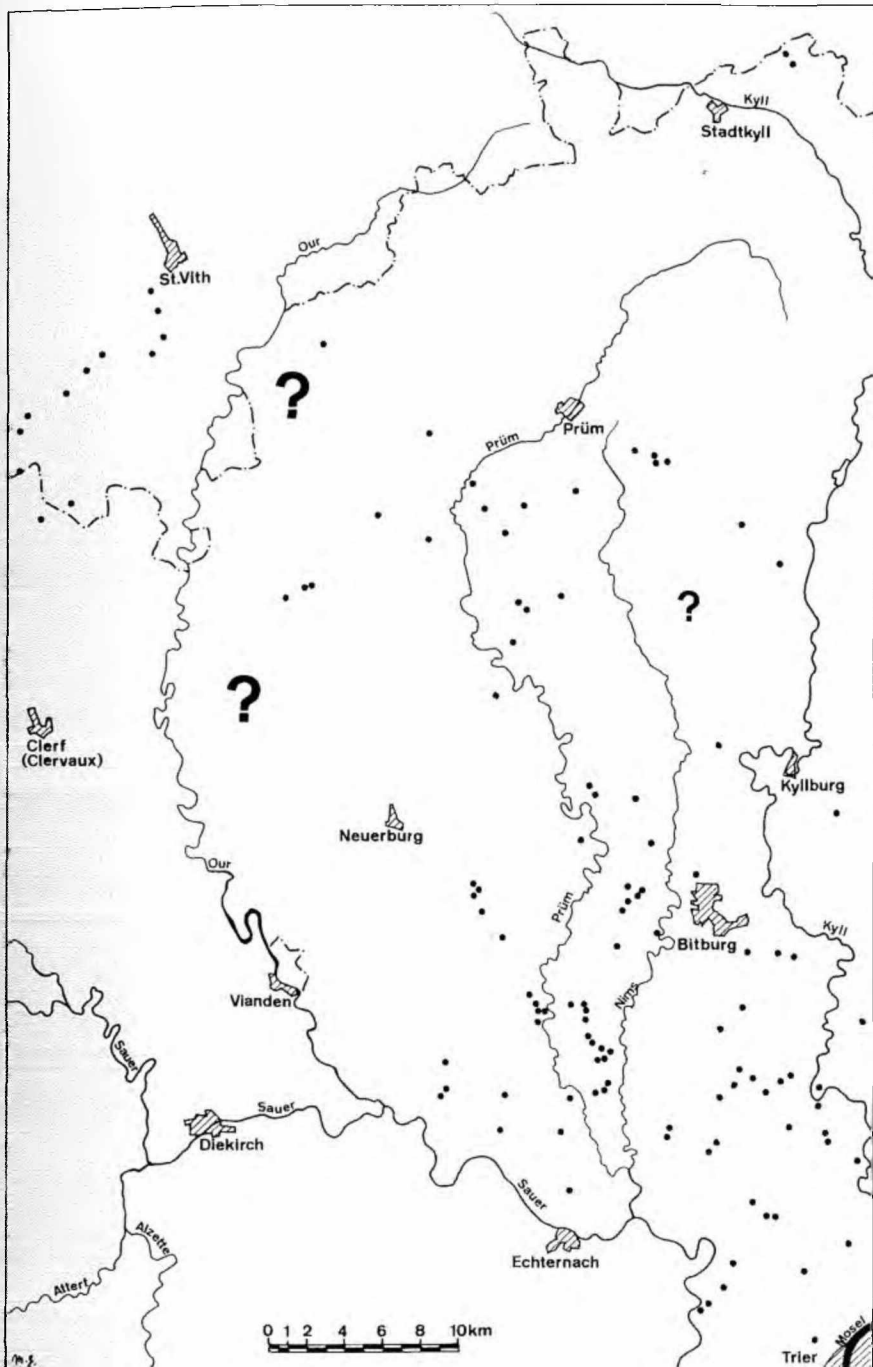 Kyll
Stadtkyll
Our
St.Vith
?
Prüm
Prüm
?
?
Clerf
(Clervaux)
Kyllburg
Neuerburg
Our
Prüm
Bitburg
Kyll
Vianden
Nims
Sauer
Sauer
Diekirch
Sauer
Alzette
Echternach
Attert
0 1 2 4 6 8 10km
Mosel
Trier